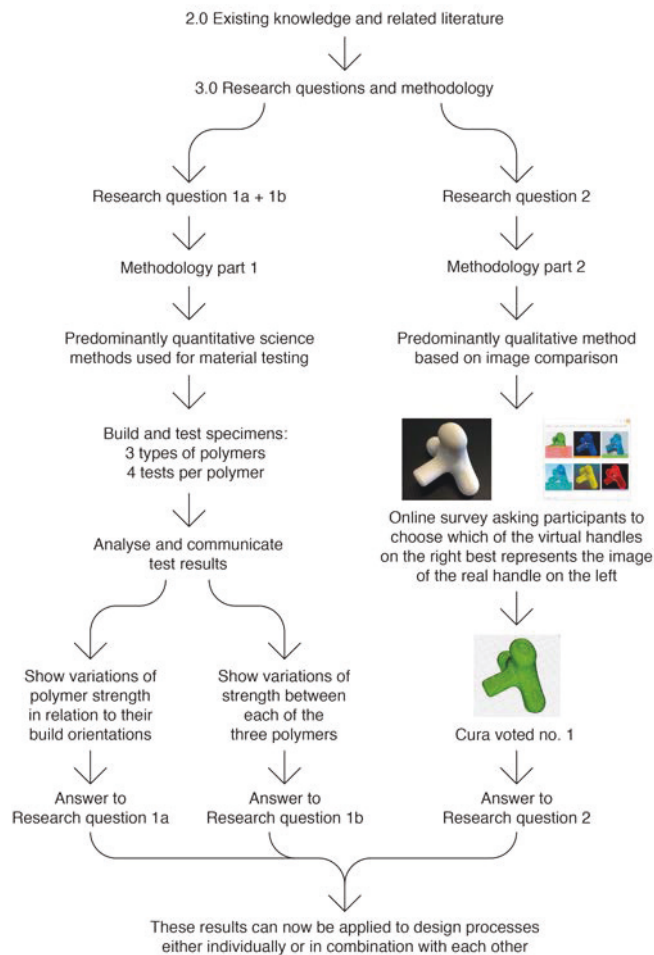 2.0 Existing knowledge and related literature
3.0 Research questions and methodology
Research question 1a + 1b
Research question 2
Methodology part 1
Methodology part 2
Predominantly quantitative science
methods used for material testing
Predominantly qualitative method
based on image comparison
Build and test specimens:
3 types of polymers
4 tests per polymer
Online survey asking participants to
choose which of the virtual handles
on the right best represents the image
of the real handle on the left
Analyse and communicate
test results
Show variations of
polymer strength
in relation to their
build orientations
Show variations of
strength between
each of the
three polymers
Cura voted no. 1
Answer to
Research question 1a
Answer to
Research question 1b
Answer to
Research question 2
These results can now be applied to design processes
either individually or in combination with each other